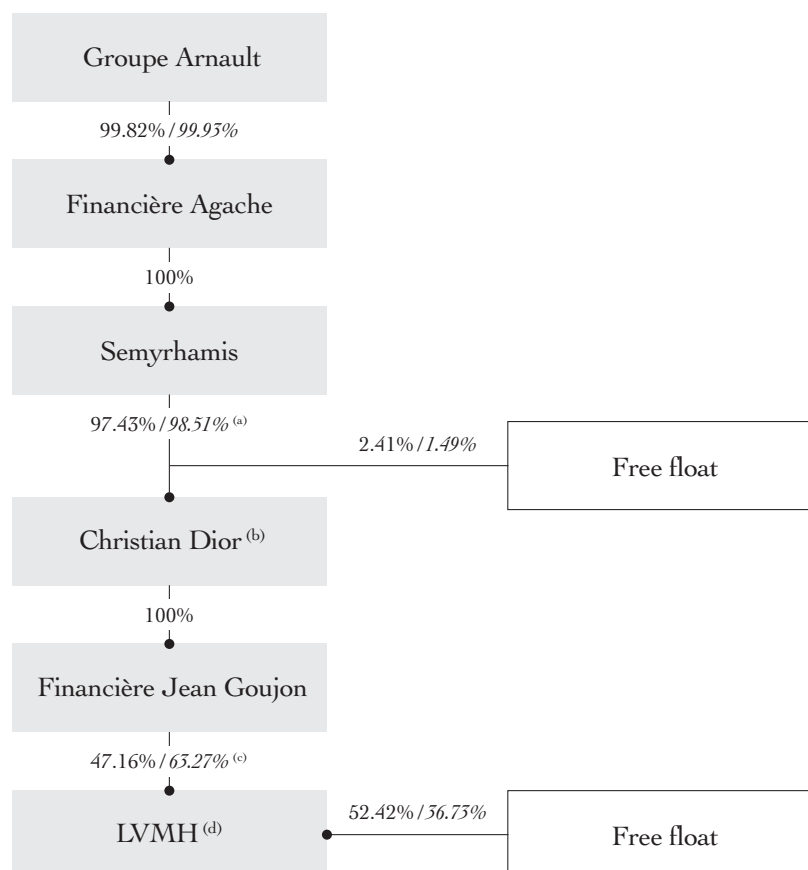 Groupe Arnault
99.82% / 99.93%
Financière Agache
100%
Semyrhamis
97.43% / 98.51% (a)
2.41% / 1.49%
Free float
Christian Dior (b)
100%
Financière Jean Goujon
47.16% / 63.27% (c)
52.42% / 36.73%
LVMH (d)
Free float